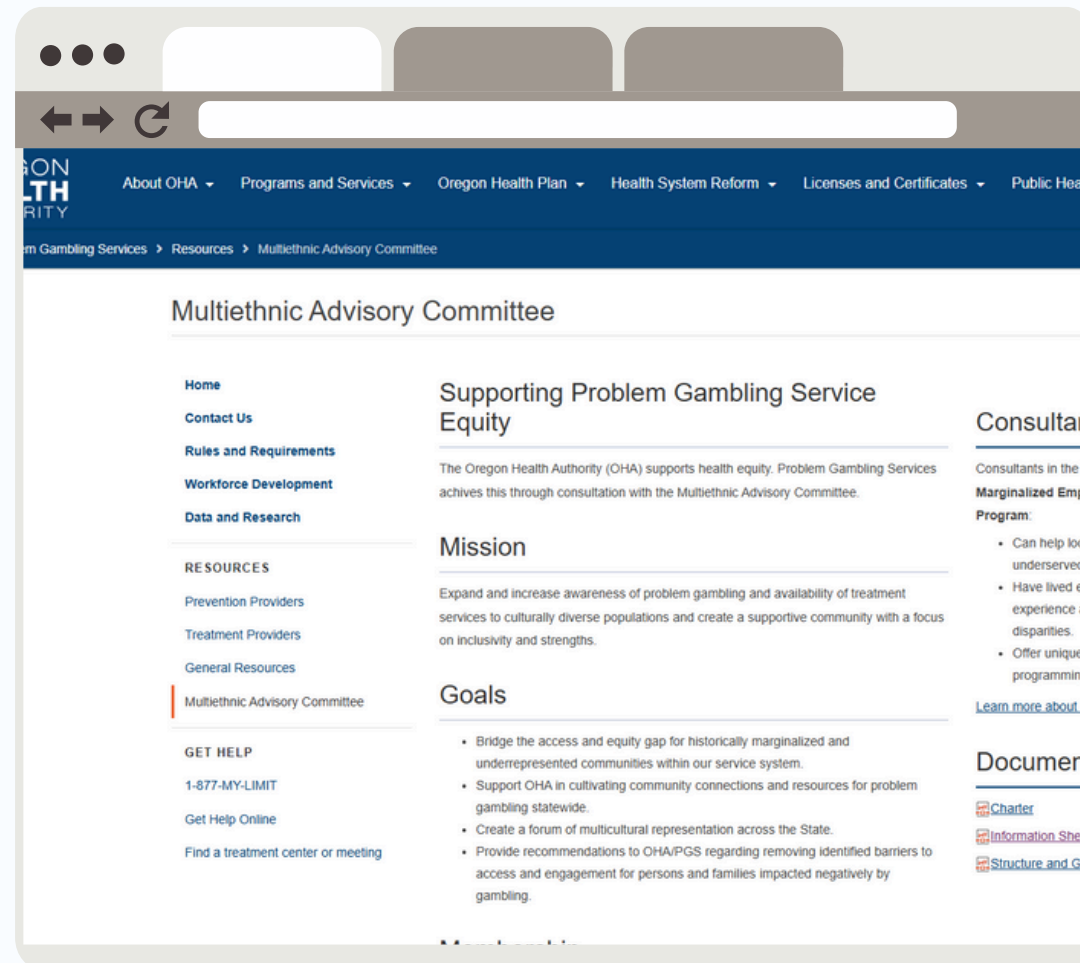 LTH
RITY
About OHA Programs and Services Oregon Health Plan Health System Reform Licenses and Certificates Public Hea
m Gambling Services > Resources > Multiethnic Advisory Committee
Multiethnic Advisory Committee
Home
Contact Us
Rules and Requirements
Workforce Development
Data and Research
RESOURCES
Prevention Providers
Treatment Providers
General Resources
Multiethnic Advisory Committee
GET HELP
1-877-MY-LIMIT
Get Help Online
Find a treatment center or meeting
Supporting Problem Gambling Service
Equity
The Oregon Health Authority (OHA) supports health equity. Problem Gambling Services
achives this through consultation with the Multiethnic Advisory Committee.
Mission
Expand and increase awareness of problem gambling and availability of treatment
services to culturally diverse populations and create a supportive community with a focus
on inclusivity and strengths.
Goals
• Bridge the access and equity gap for historically marginalized and
underrepresented communities within our service system.
• Support OHA in cultivating community connections and resources for problem
gambling statewide.
• Create a forum of multicultural representation across the State.
• Provide recommendations to OHA/PGS regarding removing identified barriers to
access and engagement for persons and families impacted negatively by
gambling.
Consulta
Consultants in the
Marginalized Emp
Program:
• Can help loc
underserved
• Have lived e
experience a
disparities.
• Offer unique
programmin
Learn more about
Documen
Charter
Information She
Structure and G